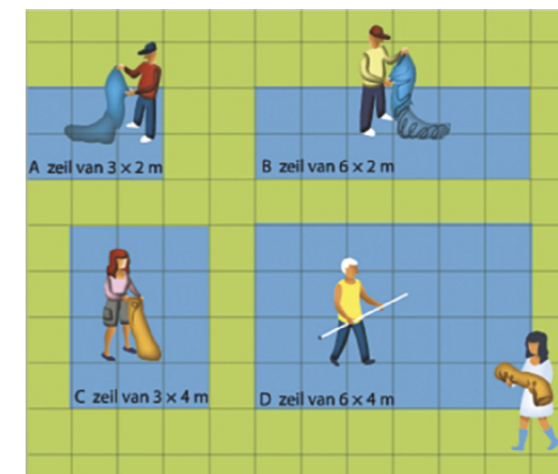 A zeil van 3 × 2 m
B zeil van 6 × 2 m
C zeil van 3 × 4 m
D zeil van 6 × 4 m